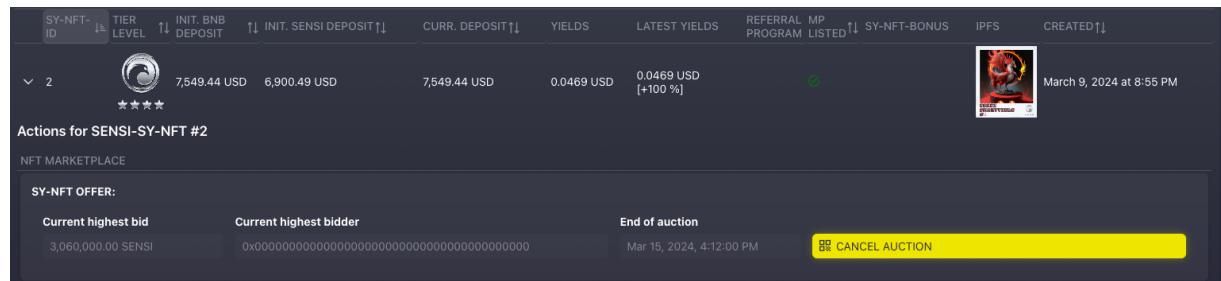 SY-NFT-ID TIER LEVEL INIT. BNB DEPOSIT INIT. SENSI DEPOSIT CURR. DEPOSIT YIELDS LATEST YIELDS REFERRAL PROGRAM MP LISTED SY-NFT-BONUS IPFS CREATED
2 7,549.44 USD 6,900.49 USD 7,549.44 USD 0.0469 USD 0.0469 USD [+100 %] March 9, 2024 at 8:55 PM
Actions for SENSI-SY-NFT #2
NFT MARKETPLACE
SY-NFT OFFER:
Current highest bid Current highest bidder End of auction
3,060,000.00 SENSI 0x0000000000000000000000000000000000000000 Mar 15, 2024, 4:12:00 PM CANCEL AUCTION